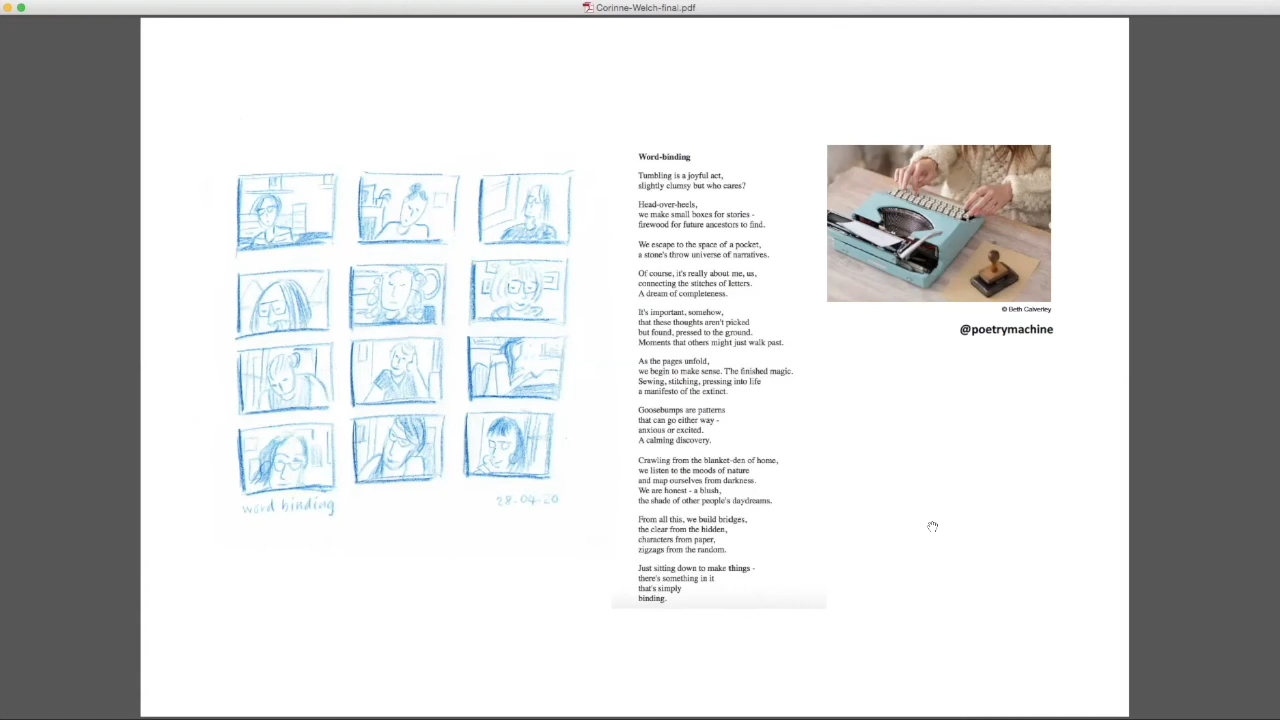 Corinne-Welch-final.pdf
word binding
28-04-20
Word-binding
Tumbling is a joyful act,
slightly clumsy but who cares?
Head-over-heels,
we make small boxes for stories -
firewood for future ancestors to find.
We escape to the space of a pocket,
a stone's throw universe of narratives.
Of course, it's really about me, us,
connecting the stitches of letters.
A dream of completeness.
It's important, somehow,
that these thoughts aren't picked
but found, pressed to the ground.
Moments that others might just walk past.
As the pages unfold,
we begin to make sense. The finished magic.
Sewing, stitching, pressing into life
a manifesto of the extinct.
Goosebumps are patterns
that can go either way -
anxious or excited.
A calming discovery.
Crawling from the blanket-den of home,
we listen to the moods of nature
and map ourselves from darkness.
We are honest - a blush,
the shade of other people's daydreams.
From all this, we build bridges,
the clear from the hidden,
characters from paper,
zigzags from the random.
Just sitting down to make things -
there's something in it
that's simply
binding.
© Beth Calverley
@poetrymachine